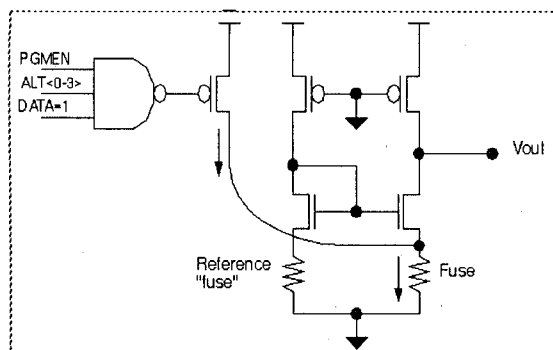 PGMEN
ALT<0-3>
DATA=1
Vout
Reference
"fuse"
Fuse